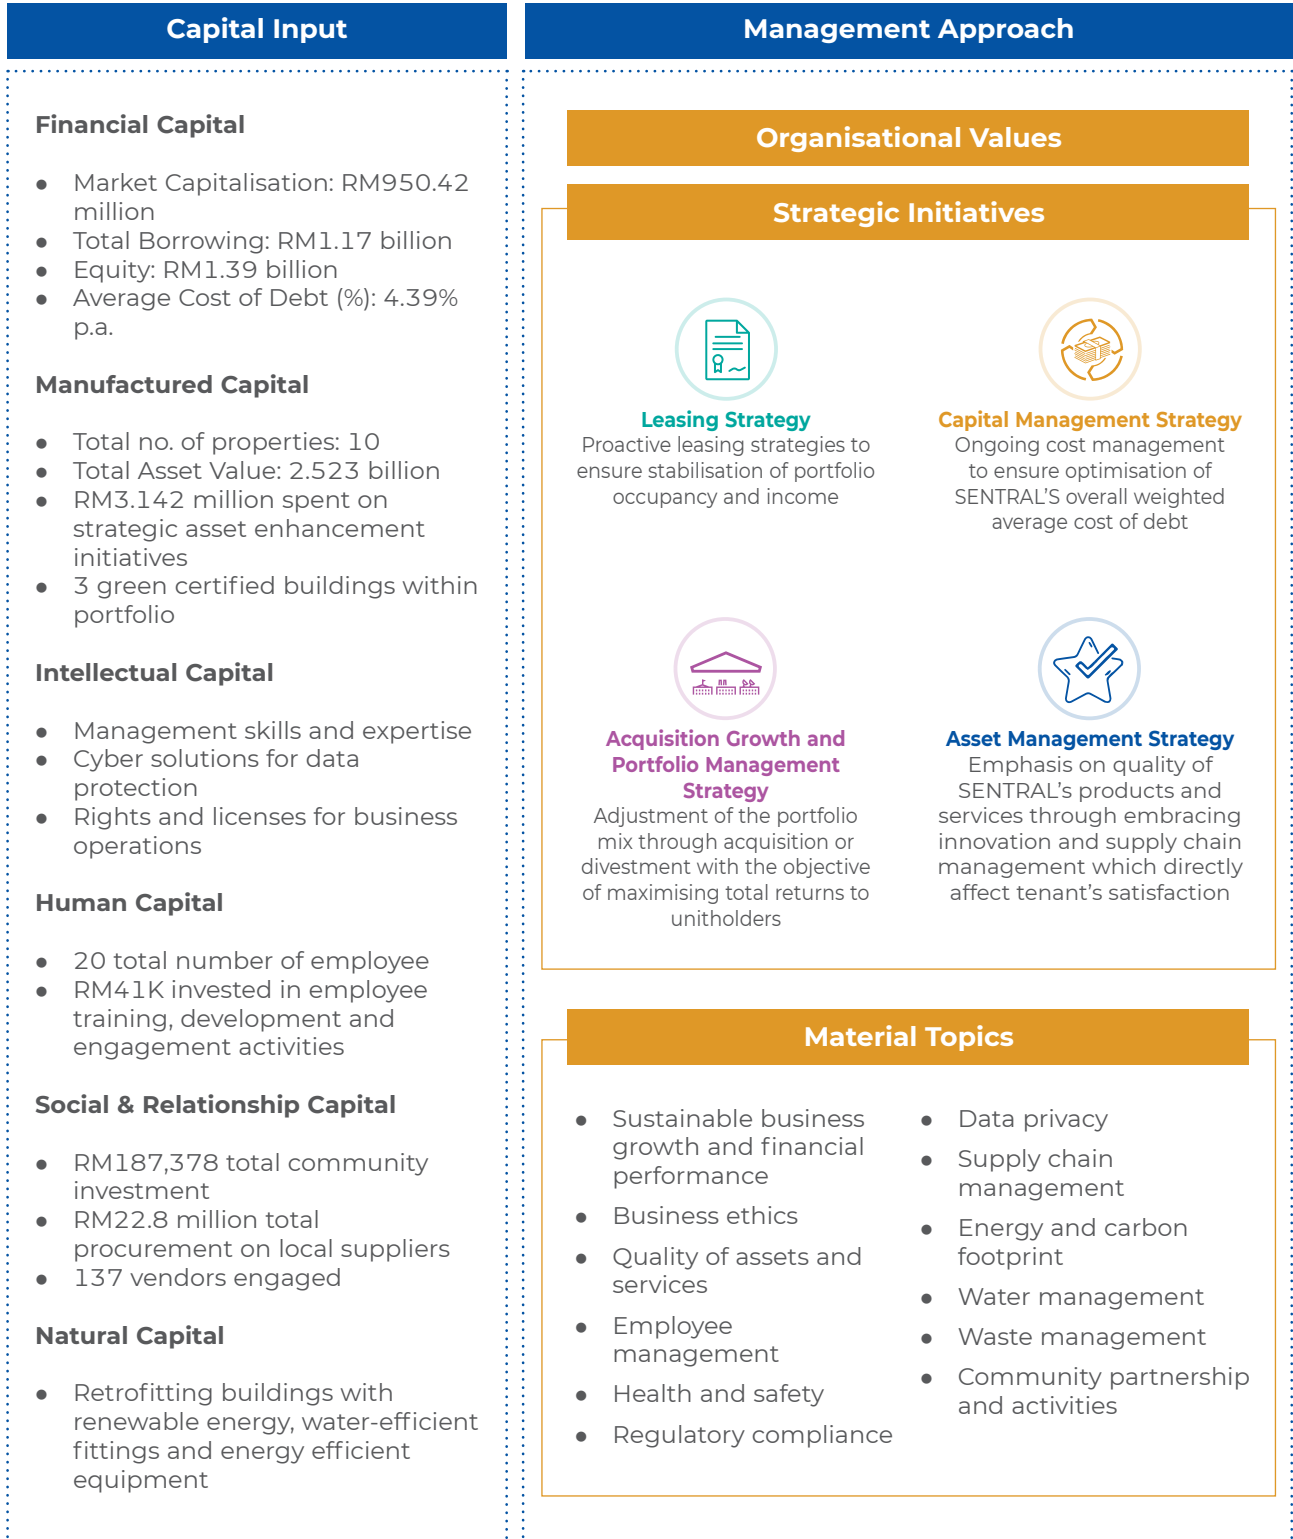 Capital Input
Financial Capital
● Market Capitalisation: RM950.42
million
● Total Borrowing: RM1.17 billion
● Equity: RM1.39 billion
● Average Cost of Debt (%): 4.39%
p.a.
Manufactured Capital
● Total no. of properties: 10
● Total Asset Value: 2.523 billion
● RM3.142 million spent on
strategic asset enhancement
initiatives
● 3 green certified buildings within
portfolio
Intellectual Capital
● Management skills and expertise
● Cyber solutions for data
protection
● Rights and licenses for business
operations
Human Capital
● 20 total number of employee
● RM41K invested in employee
training, development and
engagement activities
Social & Relationship Capital
● RM187,378 total community
investment
● RM22.8 million total
procurement on local suppliers
● 137 vendors engaged
Natural Capital
● Retrofitting buildings with
renewable energy, water-efficient
fittings and energy efficient
equipment
Management Approach
Organisational Values
Strategic Initiatives
Leasing Strategy
Proactive leasing strategies to
ensure stabilisation of portfolio
occupancy and income
Capital Management Strategy
Ongoing cost management
to ensure optimisation of
SENTRAL'S overall weighted
average cost of debt
Acquisition Growth and
Portfolio Management
Strategy
Adjustment of the portfolio
mix through acquisition or
divestment with the objective
of maximising total returns to
unitholders
Asset Management Strategy
Emphasis on quality of
SENTRAL's products and
services through embracing
innovation and supply chain
management which directly
affect tenant's satisfaction
Material Topics
● Sustainable business
growth and financial
performance
● Business ethics
● Quality of assets and
services
● Employee
management
● Health and safety
● Regulatory compliance
● Data privacy
● Supply chain
management
● Energy and carbon
footprint
● Water management
● Waste management
● Community partnership
and activities